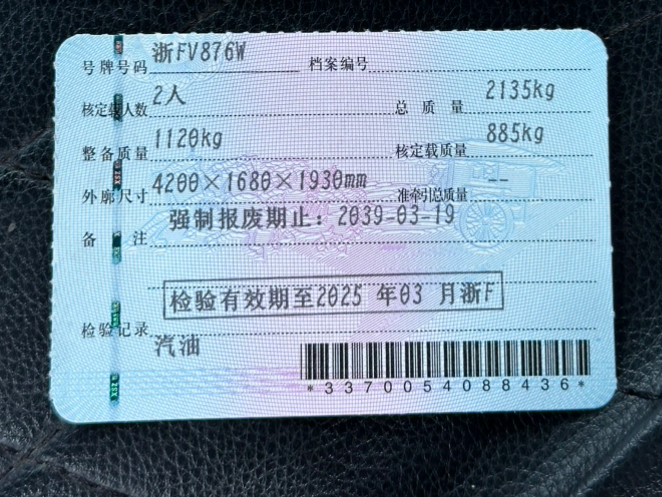 号牌号码 浙FV876W 档案编号
核定载人数 2人 总质量 2135kg
整备质量 1120kg 核定载质量 885kg
外廓尺寸 4200×1680×1930mm 准牵引总质量 --
备注 强制报废期止：2039-03-19
检验有效期至2025 年03 月浙F
检验记录
汽油
*3370054088436*